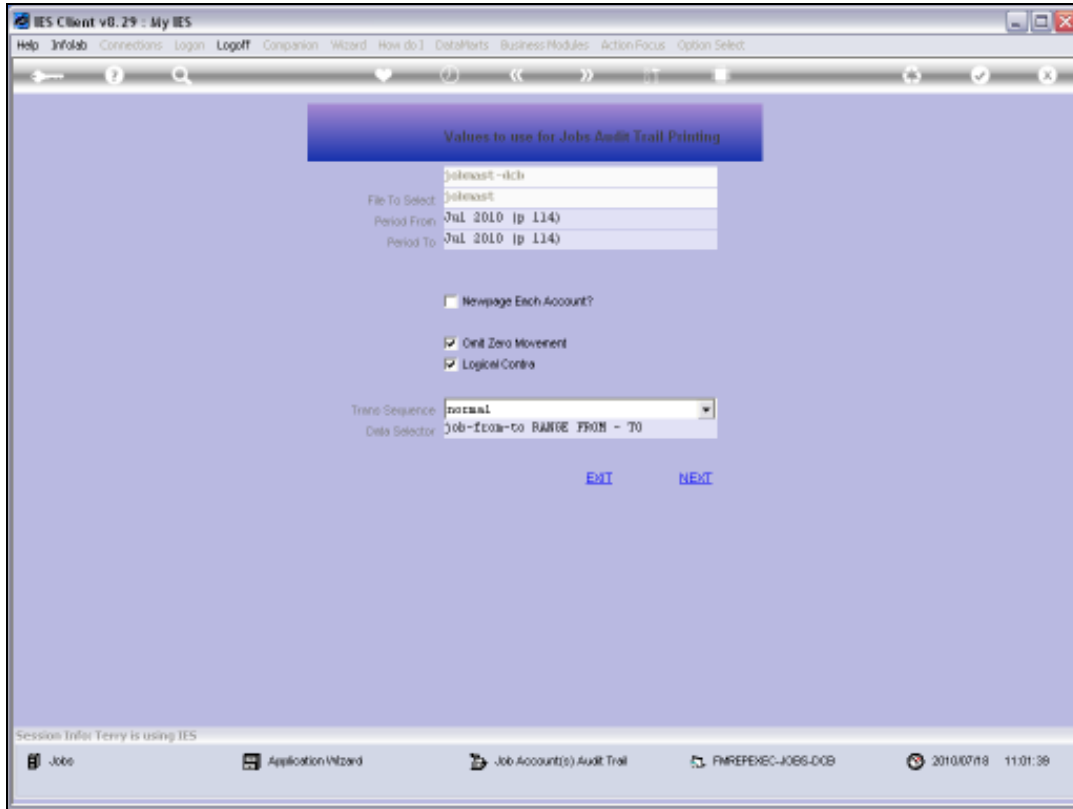 IES Client v8.29 : My IES
Help Infolab Connections Logon Logoff Companion Wizard How do I DataMarts Business Modules Action Focus Option Select
Values to use for Jobs Audit Trail Printing
jobmast-dcb
File To Select jobmast
Period From Jul 2010 (p 114)
Period To Jul 2010 (p 114)
Newpage Each Account?
Omit Zero Movement
Logical Contra
Trans Sequence normal
Data Selector job-from-to RANGE FROM - TO
EXIT NEXT
Session Info: Terry is using IES
Jobs Application Wizard Job Account(s) Audit Trail FMREPEXEC-JOBS-DCB 2010/07/18 11:01:39